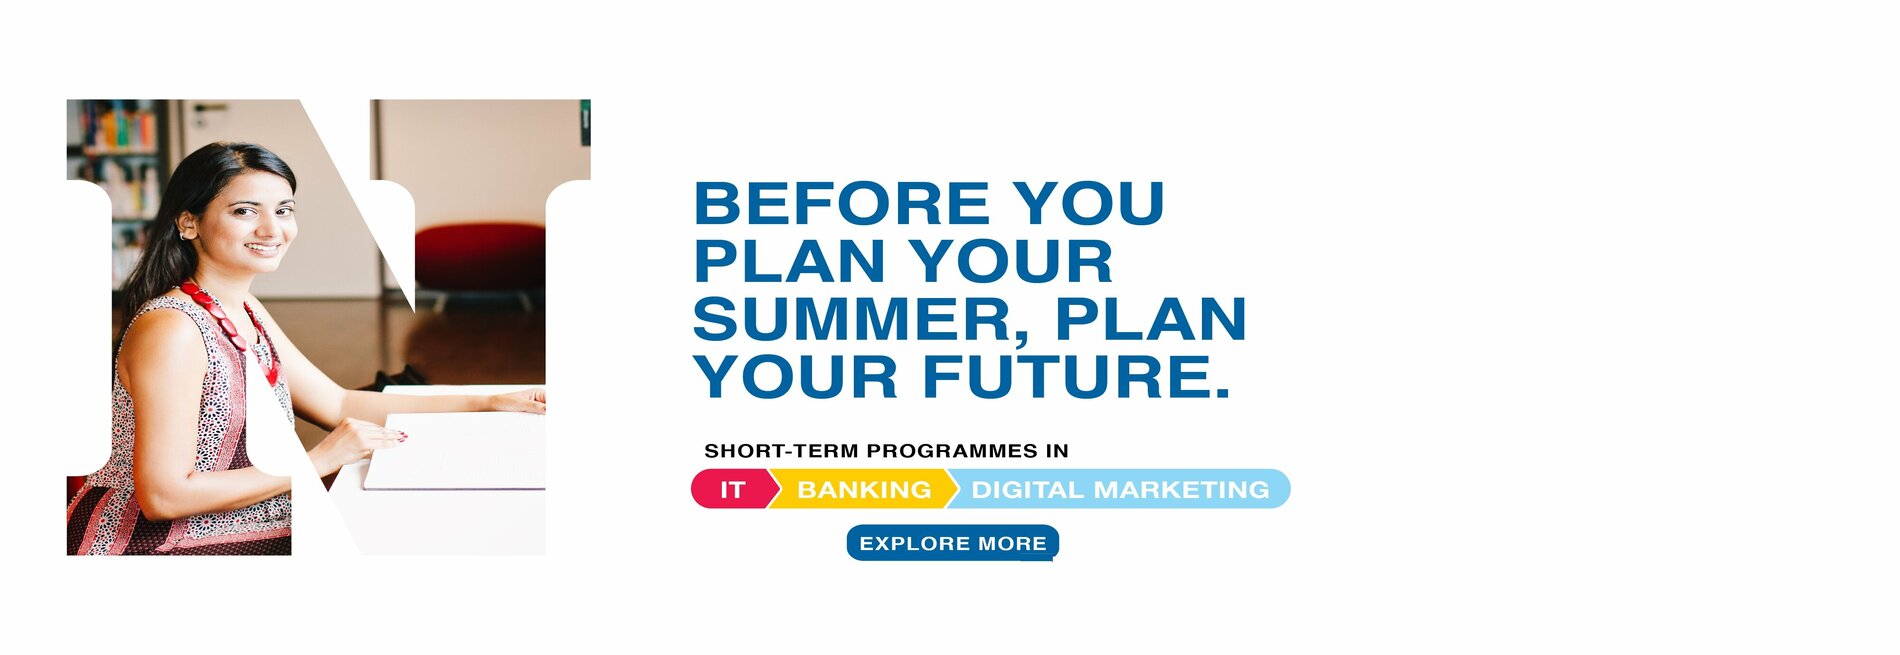 BEFORE YOU
PLAN YOUR
SUMMER, PLAN
YOUR FUTURE.
SHORT-TERM PROGRAMMES IN
IT BANKING DIGITAL MARKETING
EXPLORE MORE